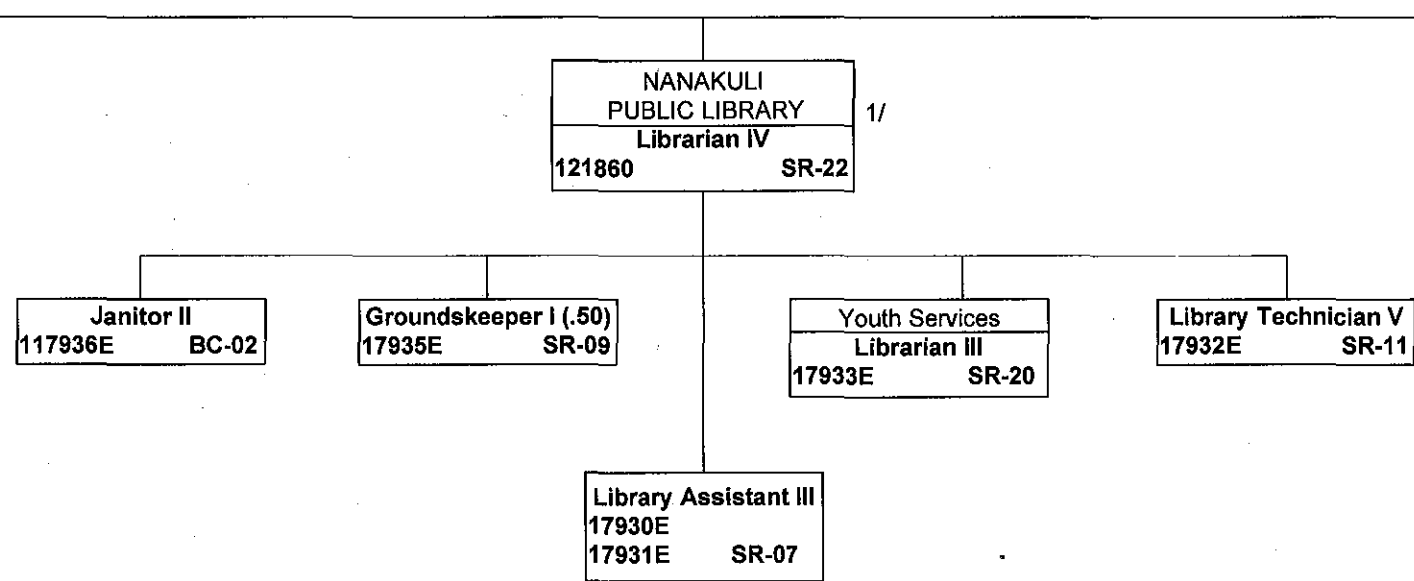 NANAKULI
PUBLIC LIBRARY
1/
Librarian IV
121860 SR-22
Janitor II
117936E BC-02
Groundskeeper I (.50)
17935E SR-09
Youth Services
Librarian III
17933E SR-20
Library Technician V
17932E SR-11
Library Assistant III
17930E
17931E SR-07